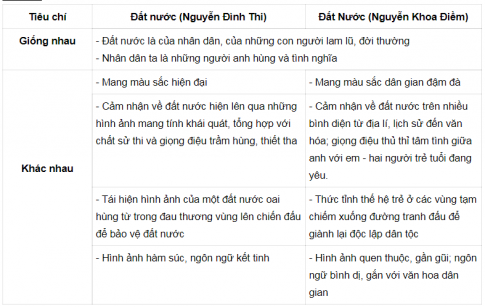 Tiêu chí
Đất nước (Nguyễn Đình Thi)
Đất Nước (Nguyễn Khoa Điềm)
Giống nhau
- Đất nước là của nhân dân, của những con người lam lũ, đời thường
- Nhân dân ta là những người anh hùng và tình nghĩa
Khác nhau
- Mang màu sắc hiện đại
- Mang màu sắc dân gian đậm đà
- Cảm nhận về đất nước hiện lên qua những
hình ảnh mang tính khái quát, tổng hợp với
chất sử thi và giọng điệu trầm hùng, thiết tha
- Cảm nhận về đất nước trên nhiều
bình diện từ địa lí, lịch sử đến văn
hóa; giọng điệu thủ thỉ tâm tình giữa
anh với em - hai người trẻ tuổi đang
yêu.
- Tái hiện hình ảnh của một đất nước oai
hùng từ trong đau thương vùng lên chiến đấu
để bảo vệ đất nước
- Thức tỉnh thế hệ trẻ ở các vùng tạm
chiếm xuống đường tranh đấu để
giành lại độc lập dân tộc
- Hình ảnh hàm súc, ngôn ngữ kết tinh
- Hình ảnh quen thuộc, gần gũi; ngôn
ngữ bình dị, gắn với văn hoa dân
gian